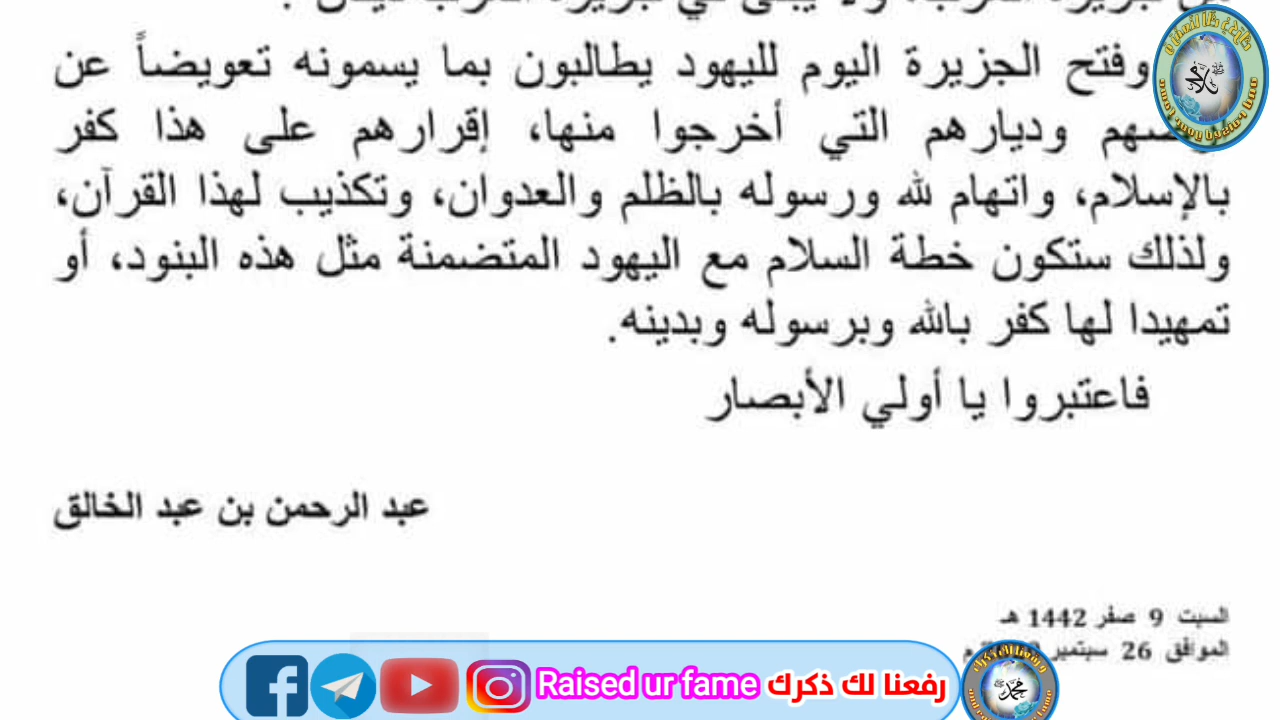 وفتح الجزيرة اليوم لليهود يطالبون بما يسمونه تعويضاً عن
وديارهم التي أخرجوا منها، إقرارهم على هذا كفر
بالإسلام، واتهام لله ورسوله بالظلم والعدوان، وتكذيب لهذا القرآن،
ولذلك ستكون خطة السلام مع اليهود المتضمنة مثل هذه البنود، أو
تمهيدا لها كفر بالله وبرسوله وبدينه.
فاعتبروا يا أولي الأبصار
عبد الرحمن بن عبد الخالق
السبت 9 صفر 1442 هـ
الموافق 26 سبتمبر م
Raised ur fame رفعنا لك ذكرك